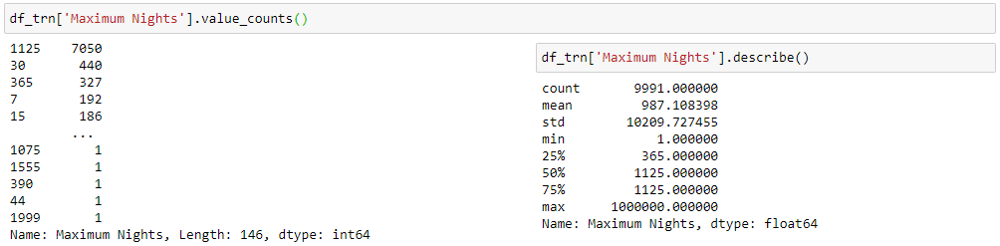 df_trn['Maximum Nights'].value_counts()
1125    7050
30       440
365      327
7        192
15       186
        ...
1075       1
1555       1
390        1
44         1
1999       1
Name: Maximum Nights, Length: 146, dtype: int64
df_trn['Maximum Nights'].describe()
count       9991.000000
mean         987.108398
std        10209.727455
min            1.000000
25%          365.000000
50%         1125.000000
75%         1125.000000
max      1000000.000000
Name: Maximum Nights, dtype: float64